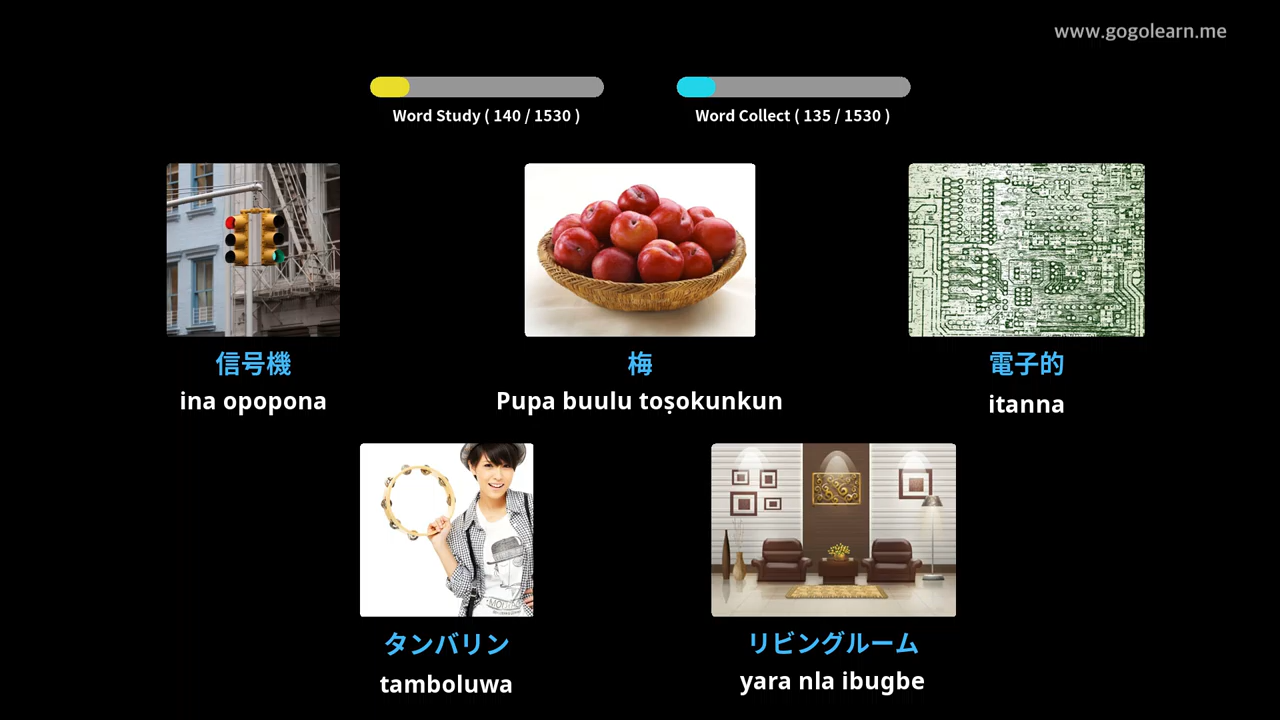 www.gogolearn.me
Word Study ( 140 / 1530 )
Word Collect ( 135 / 1530 )
信号機
ina opopona
梅
Pupa buulu toṣokunkun
電子的
itanna
タンバリン
tamboluwa
リビングルーム
yara nla ibugbe